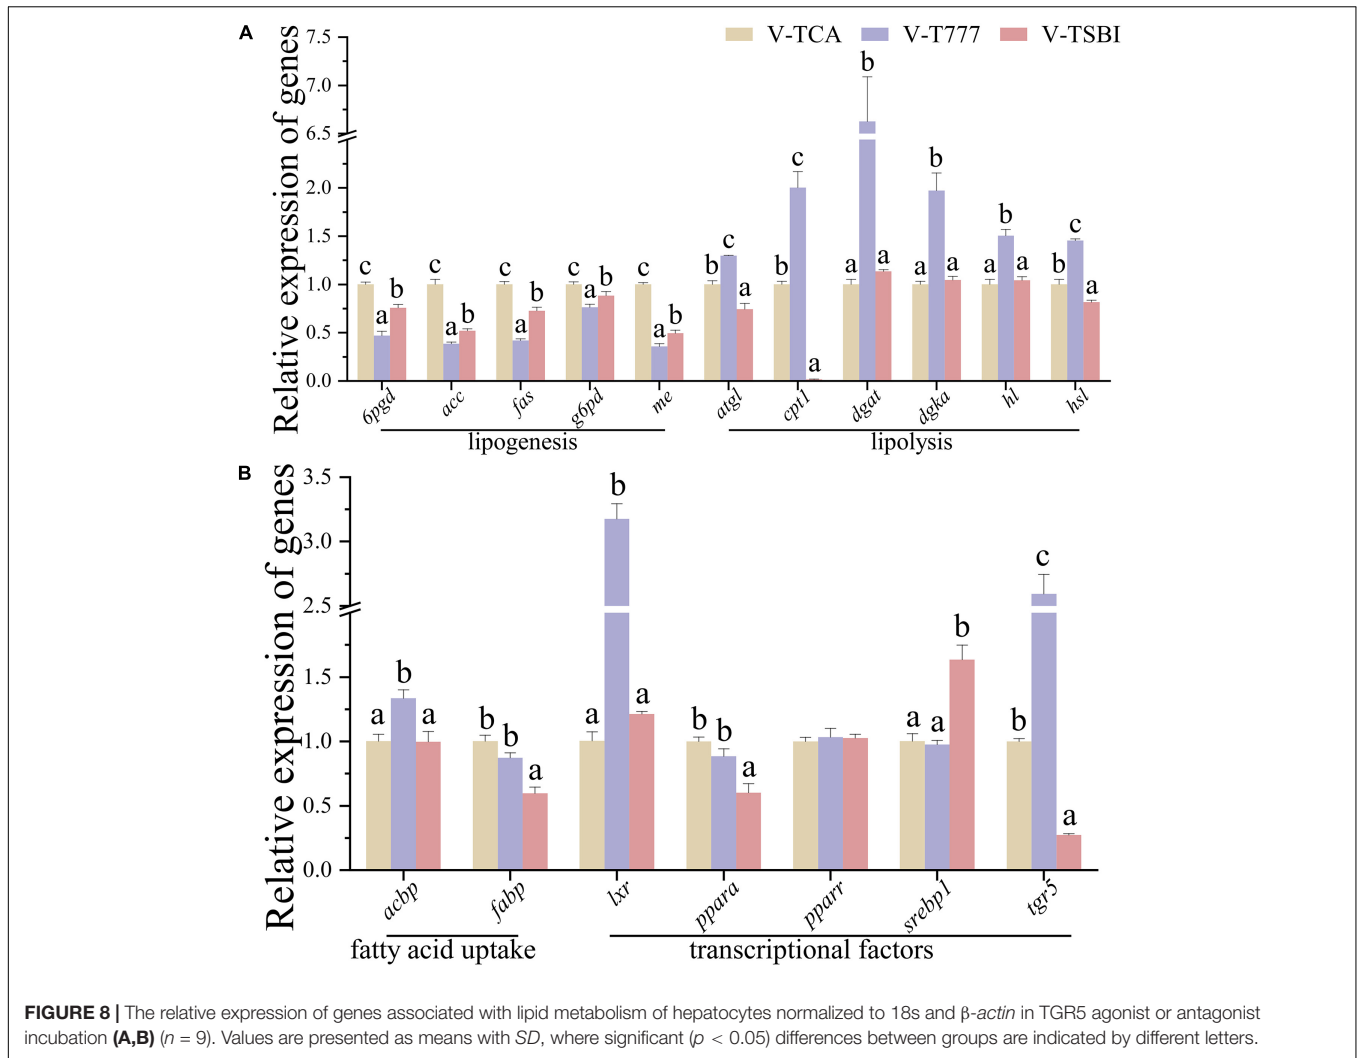 A
V-TCA V-T777 V-TSBI
Relative expression of genes
7.5
7.0
6.5
2.0
1.5
1.0
0.5
0.0
c a b c a b c a b c a b c a b b c a b c a a b a a b a a b a b c a
6pgd acc fas g6pd me atgl cpt1 dgat dgka hl hsl
lipogenesis lipolysis
B
Relative expression of genes
3.5
3.0
2.5
1.5
1.0
0.5
0.0
a b a b b a a b a b b a a a b b c a
acbp fabp lxr ppara pparr srebp1 tgr5
fatty acid uptake transcriptional factors
FIGURE 8 | The relative expression of genes associated with lipid metabolism of hepatocytes normalized to 18s and β-actin in TGR5 agonist or antagonist
incubation (A,B) (n = 9). Values are presented as means with SD, where significant (p < 0.05) differences between groups are indicated by different letters.